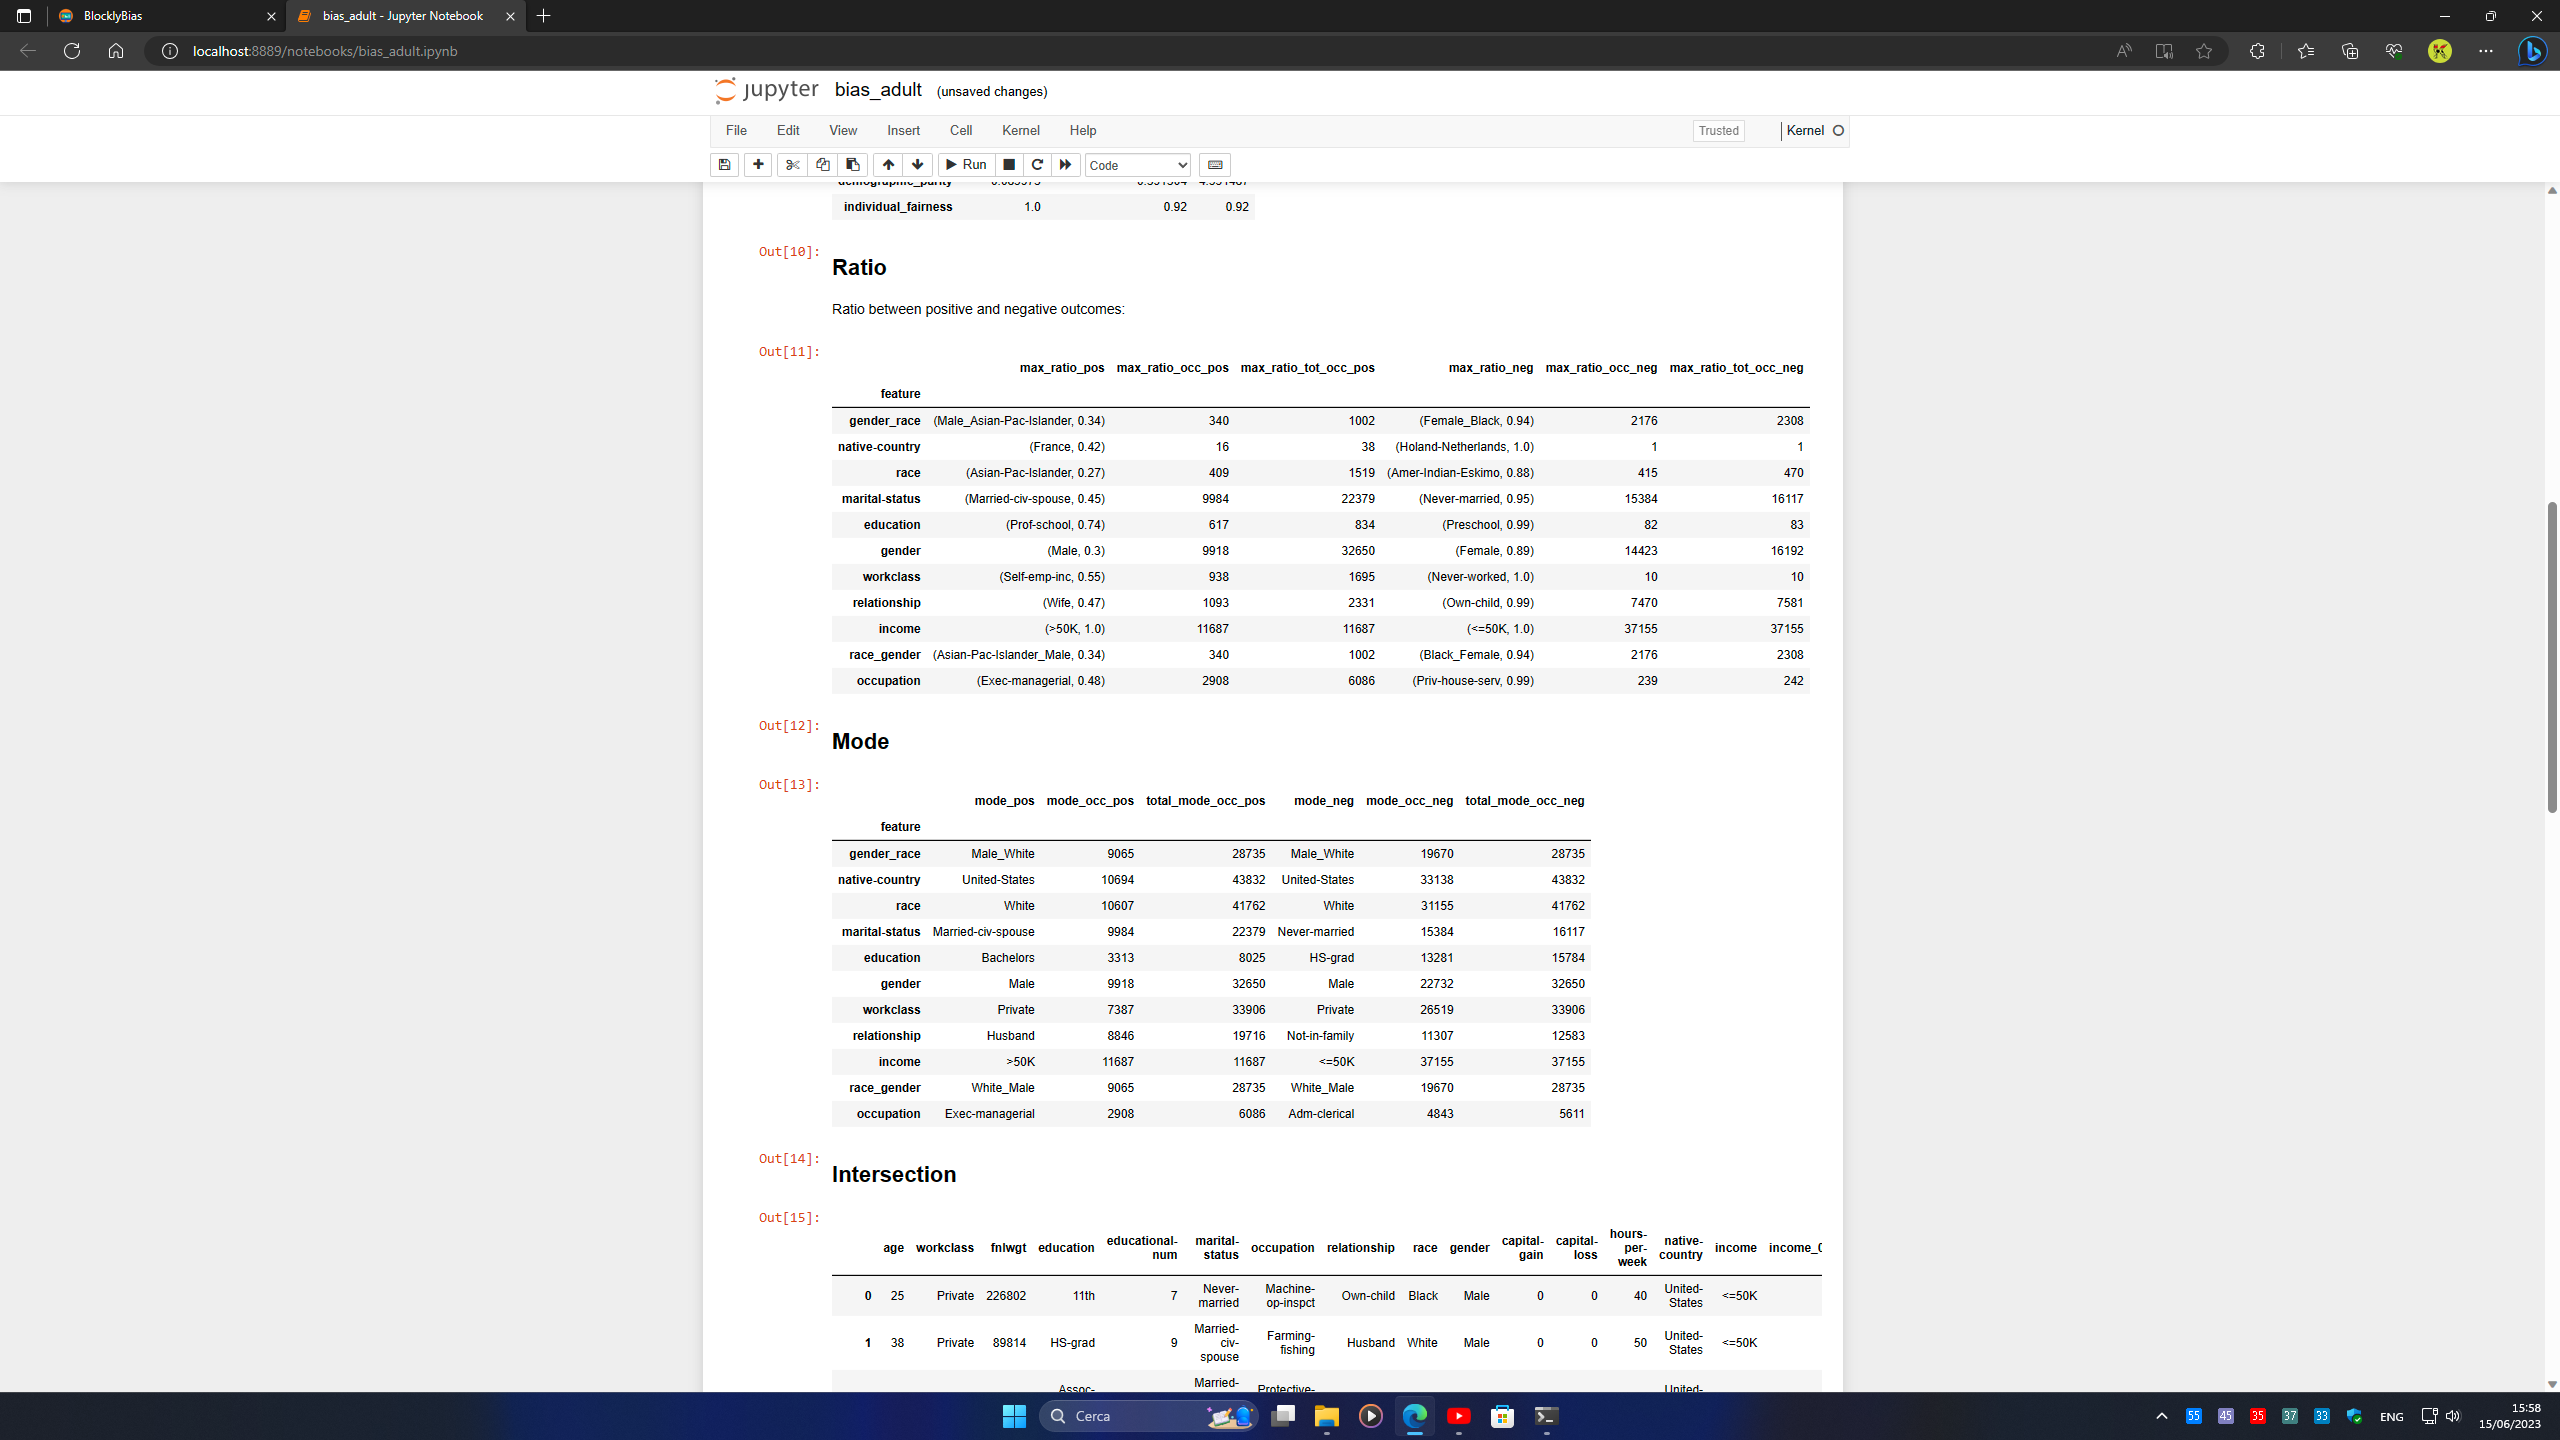 BlocklyBias
bias_adult - Jupyter Notebook
localhost:8889/notebooks/bias_adult.ipynb
jupyter bias_adult (unsaved changes)
File Edit View Insert Cell Kernel Help Trusted Kernel
Run Code
individual_fairness 1.0 0.92 0.92
Out[10]:
Ratio
Ratio between positive and negative outcomes:
Out[11]:
max_ratio_pos max_ratio_occ_pos max_ratio_tot_occ_pos max_ratio_neg max_ratio_occ_neg max_ratio_tot_occ_neg
feature
gender_race (Male_Asian-Pac-Islander, 0.34) 340 1002 (Female_Black, 0.94) 2176 2308
native-country (France, 0.42) 16 38 (Holand-Netherlands, 1.0) 1 1
race (Asian-Pac-Islander, 0.27) 409 1519 (Amer-Indian-Eskimo, 0.88) 415 470
marital-status (Married-civ-spouse, 0.45) 9984 22379 (Never-married, 0.95) 15384 16117
education (Prof-school, 0.74) 617 834 (Preschool, 0.99) 82 83
gender (Male, 0.3) 9918 32650 (Female, 0.89) 14423 16192
workclass (Self-emp-inc, 0.55) 938 1695 (Never-worked, 1.0) 10 10
relationship (Wife, 0.47) 1093 2331 (Own-child, 0.99) 7470 7581
income (>50K, 1.0) 11687 11687 (<=50K, 1.0) 37155 37155
race_gender (Asian-Pac-Islander_Male, 0.34) 340 1002 (Black_Female, 0.94) 2176 2308
occupation (Exec-managerial, 0.48) 2908 6086 (Priv-house-serv, 0.99) 239 242
Out[12]:
Mode
Out[13]:
mode_pos mode_occ_pos total_mode_occ_pos mode_neg mode_occ_neg total_mode_occ_neg
feature
gender_race Male_White 9065 28735 Male_White 19670 28735
native-country United-States 10694 43832 United-States 33138 43832
race White 10607 41762 White 31155 41762
marital-status Married-civ-spouse 9984 22379 Never-married 15384 16117
education Bachelors 3313 8025 HS-grad 13281 15784
gender Male 9918 32650 Male 22732 32650
workclass Private 7387 33906 Private 26519 33906
relationship Husband 8846 19716 Not-in-family 11307 12583
income >50K 11687 11687 <=50K 37155 37155
race_gender White_Male 9065 28735 White_Male 19670 28735
occupation Exec-managerial 2908 6086 Adm-clerical 4843 5611
Out[14]:
Intersection
Out[15]:
age workclass fnlwgt education educational-num marital-status occupation relationship race gender capital-gain capital-loss hours-per-week native-country income
0 25 Private 226802 11th 7 Never-married Machine-op-inspct Own-child Black Male 0 0 40 United-States <=50K
1 38 Private 89814 HS-grad 9 Married-civ-spouse Farming-fishing Husband White Male 0 0 50 United-States <=50K
Assoc- Married- Protective- United-
Cerca
55 45 35 37 33 ENG
15:58
15/06/2023